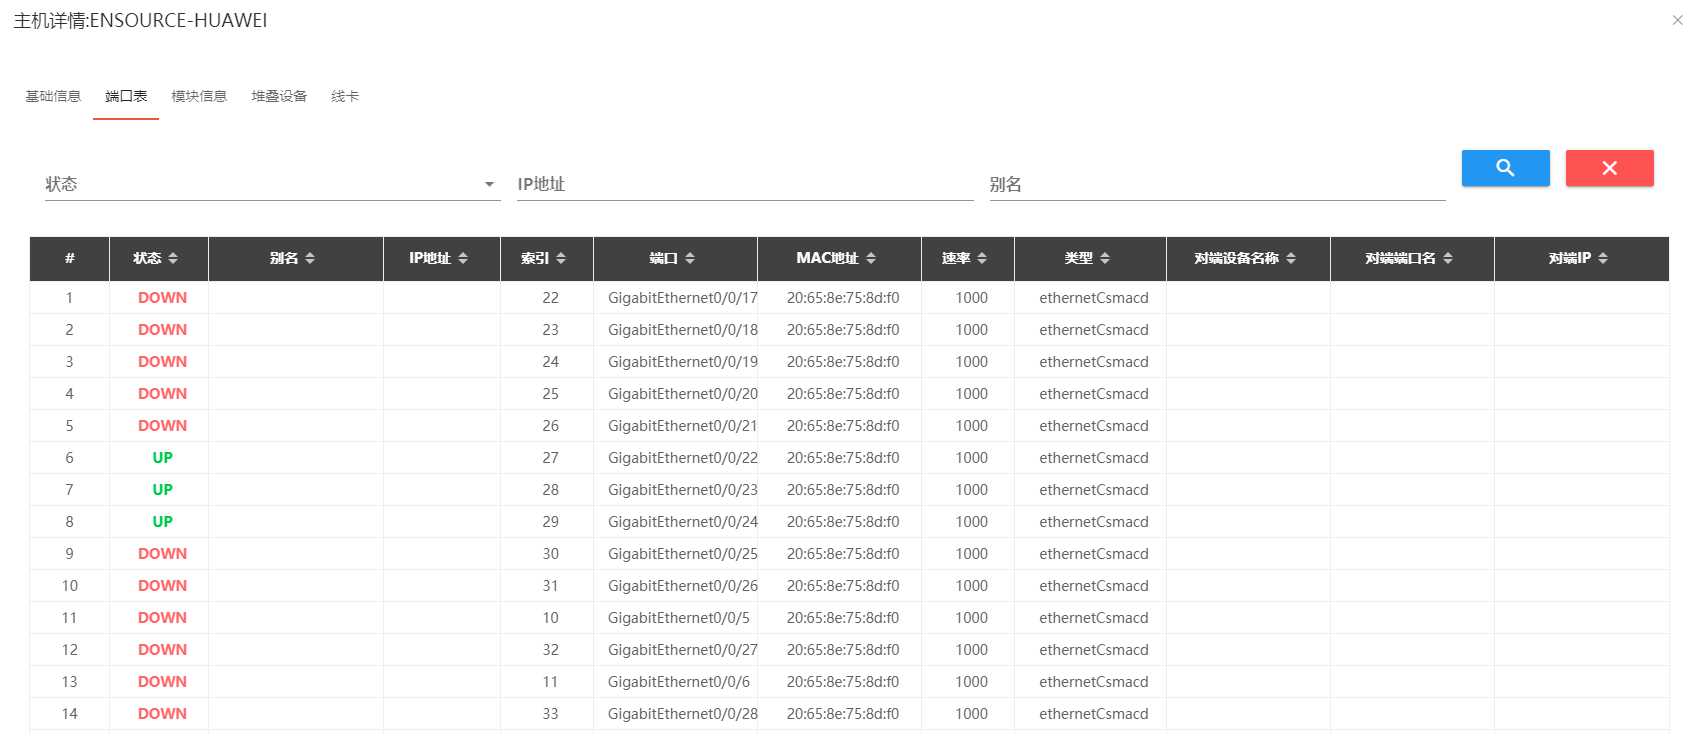 主机详情:ENSOURCE-HUAWEI
基础信息 端口表 模块信息 堆叠设备 线卡
状态 IP地址 别名
# 状态 别名 IP地址 索引 端口 MAC地址 速率 类型 对端设备名称 对端端口名 对端IP
1 DOWN 22 GigabitEthernet0/0/17 20:65:8e:75:8d:f0 1000 ethernetCsmacd
2 DOWN 23 GigabitEthernet0/0/18 20:65:8e:75:8d:f0 1000 ethernetCsmacd
3 DOWN 24 GigabitEthernet0/0/19 20:65:8e:75:8d:f0 1000 ethernetCsmacd
4 DOWN 25 GigabitEthernet0/0/20 20:65:8e:75:8d:f0 1000 ethernetCsmacd
5 DOWN 26 GigabitEthernet0/0/21 20:65:8e:75:8d:f0 1000 ethernetCsmacd
6 UP 27 GigabitEthernet0/0/22 20:65:8e:75:8d:f0 1000 ethernetCsmacd
7 UP 28 GigabitEthernet0/0/23 20:65:8e:75:8d:f0 1000 ethernetCsmacd
8 UP 29 GigabitEthernet0/0/24 20:65:8e:75:8d:f0 1000 ethernetCsmacd
9 DOWN 30 GigabitEthernet0/0/25 20:65:8e:75:8d:f0 1000 ethernetCsmacd
10 DOWN 31 GigabitEthernet0/0/26 20:65:8e:75:8d:f0 1000 ethernetCsmacd
11 DOWN 10 GigabitEthernet0/0/5 20:65:8e:75:8d:f0 1000 ethernetCsmacd
12 DOWN 32 GigabitEthernet0/0/27 20:65:8e:75:8d:f0 1000 ethernetCsmacd
13 DOWN 11 GigabitEthernet0/0/6 20:65:8e:75:8d:f0 1000 ethernetCsmacd
14 DOWN 33 GigabitEthernet0/0/28 20:65:8e:75:8d:f0 1000 ethernetCsmacd